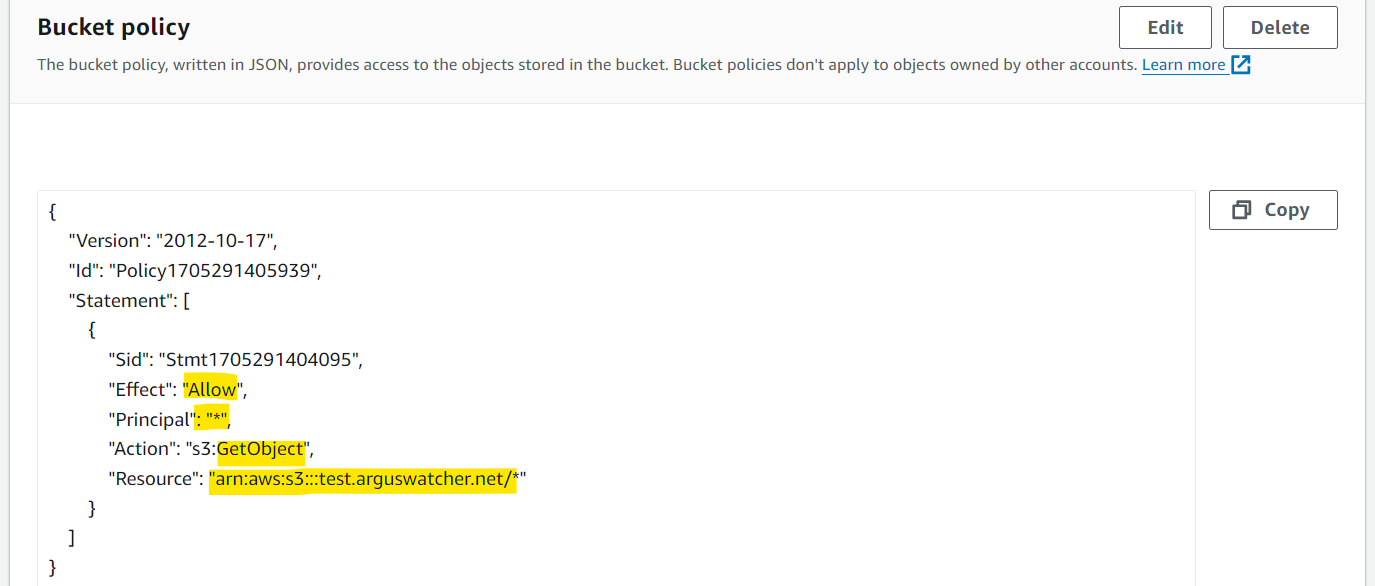 Bucket policy
Edit
Delete
The bucket policy, written in JSON, provides access to the objects stored in the bucket. Bucket policies don't apply to objects owned by other accounts. Learn more
Copy
{
"Version": "2012-10-17",
"Id": "Policy1705291405939",
"Statement": [
{
"Sid": "Stmt1705291404095",
"Effect": "Allow",
"Principal": "*",
"Action": "s3:GetObject",
"Resource": "arn:aws:s3:::test.arguswatcher.net/*"
}
]
}